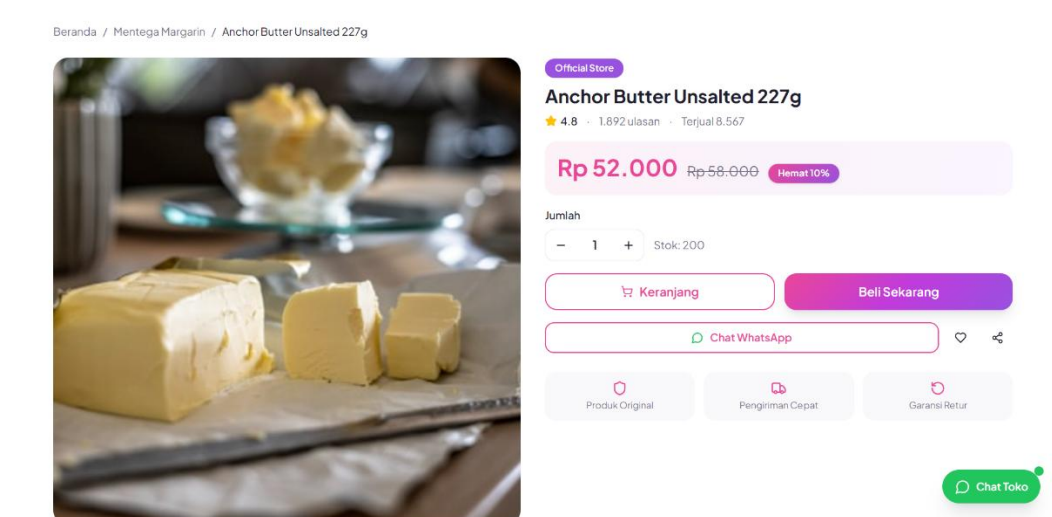 Beranda / Mentega Margarin / Anchor Butter Unsalted 227g
Official Store
Anchor Butter Unsalted 227g
4.8 · 1.892 ulasan · Terjual 8.567
Rp 52.000 Rp 58.000 Hemat 10%
Jumlah
− 1 + Stok: 200
Keranjang
Beli Sekarang
Chat WhatsApp
Produk Original
Pengiriman Cepat
Garansi Retur
Chat Toko